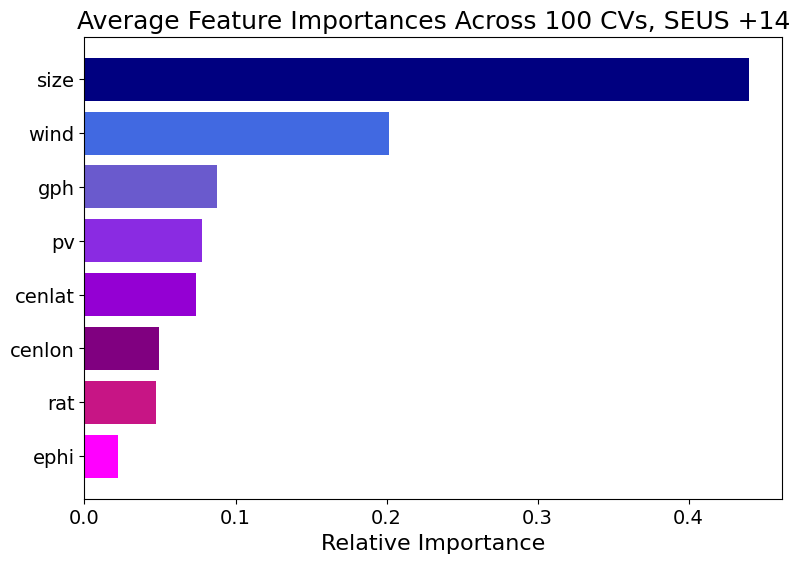 Average Feature Importances Across 100 CVs, SEUS +14
size
wind
gph
pv
cenlat
cenlon
rat
ephi
0.0 0.1 0.2 0.3 0.4
Relative Importance